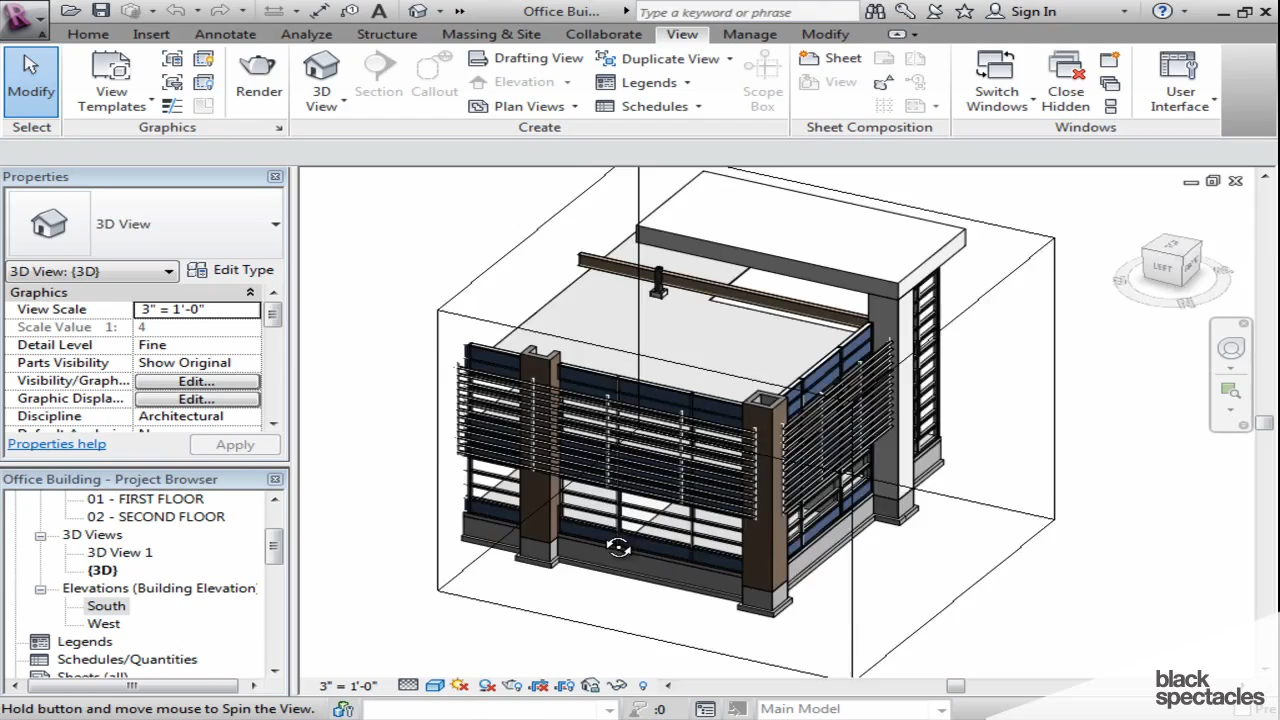 Office Bui...
Type a keyword or phrase
Sign In
Home Insert Annotate Analyze Structure Massing & Site Collaborate View Manage Modify
Modify
View Templates
Render
3D View
Section
Callout
Drafting View
Elevation
Plan Views
Duplicate View
Legends
Schedules
Scope Box
Sheet
View
Switch Windows
Close Hidden
User Interface
Select
Graphics
Create
Sheet Composition
Windows
Properties
3D View
3D View: {3D}
Edit Type
Graphics
View Scale 3" = 1'-0"
Scale Value 1: 4
Detail Level Fine
Parts Visibility Show Original
Visibility/Graph... Edit...
Graphic Displa... Edit...
Discipline Architectural
Properties help
Apply
LEFT
Office Building - Project Browser
01 - FIRST FLOOR
02 - SECOND FLOOR
3D Views
3D View 1
{3D}
Elevations (Building Elevation)
South
West
Legends
Schedules/Quantities
Sheets (all)
3" = 1'-0"
Hold button and move mouse to Spin the View.
:0
Main Model
black
spectacles